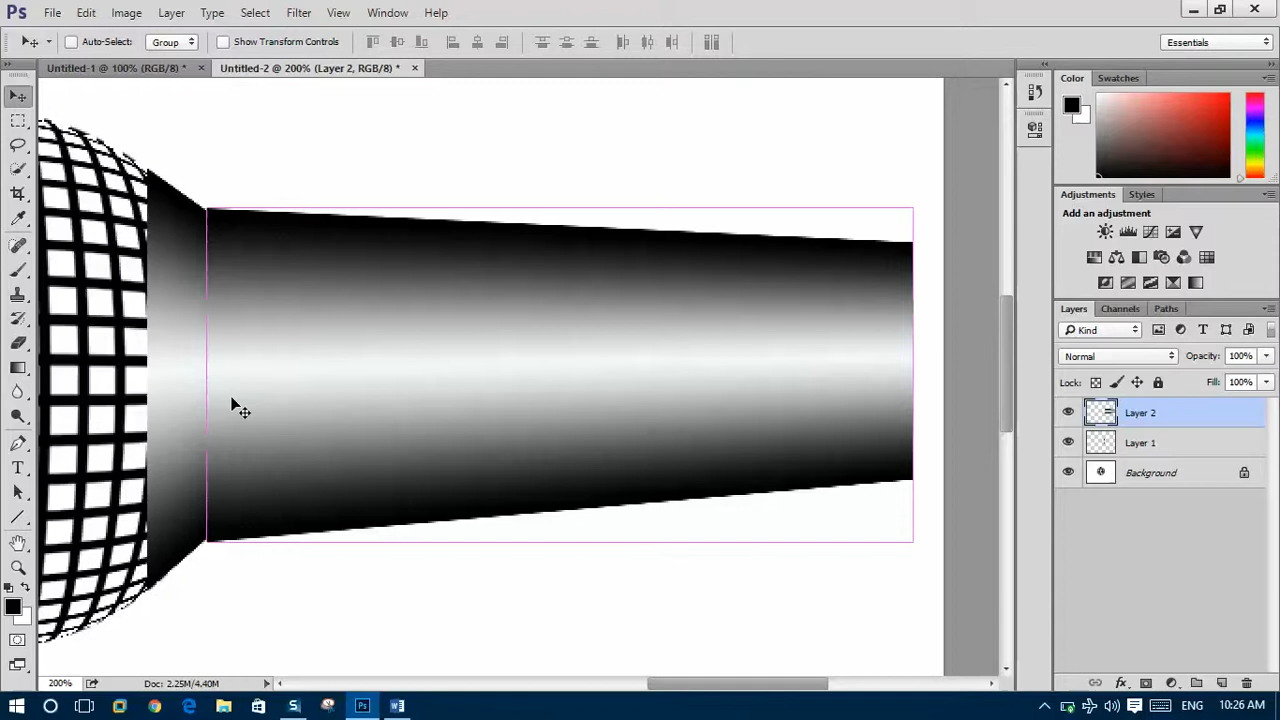 Ps File Edit Image Layer Type Select Filter 3D View Window Help
Auto-Select: Group Show Transform Controls Essentials
Untitled-1 @ 100% (RGB/8) * × Untitled-2 @ 200% (Layer 2, RGB/8) * ×
Color Swatches
Adjustments Styles
Add an adjustment
Layers Channels Paths
Kind
Normal Opacity: 100%
Lock: Fill: 100%
Layer 2
Layer 1
Background
200% Doc: 2.25M/4.40M
ENG 10:26 AM